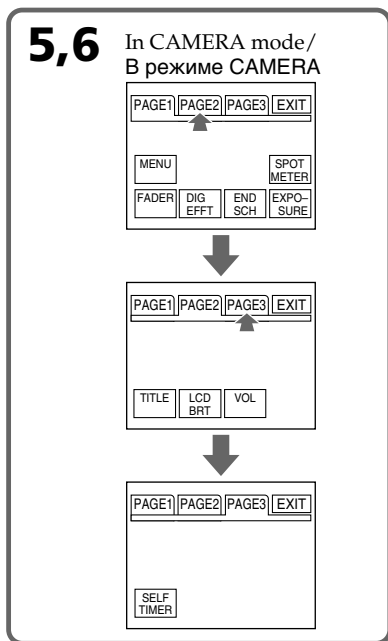 5,6 In CAMERA mode/
В режиме CAMERA
PAGE1 PAGE2 PAGE3 EXIT
MENU SPOT
METER
FADER DIG
EFFT END
SCH EXPO–
SURE
PAGE1 PAGE2 PAGE3 EXIT
TITLE LCD
BRT VOL
PAGE1 PAGE2 PAGE3 EXIT
SELF
TIMER